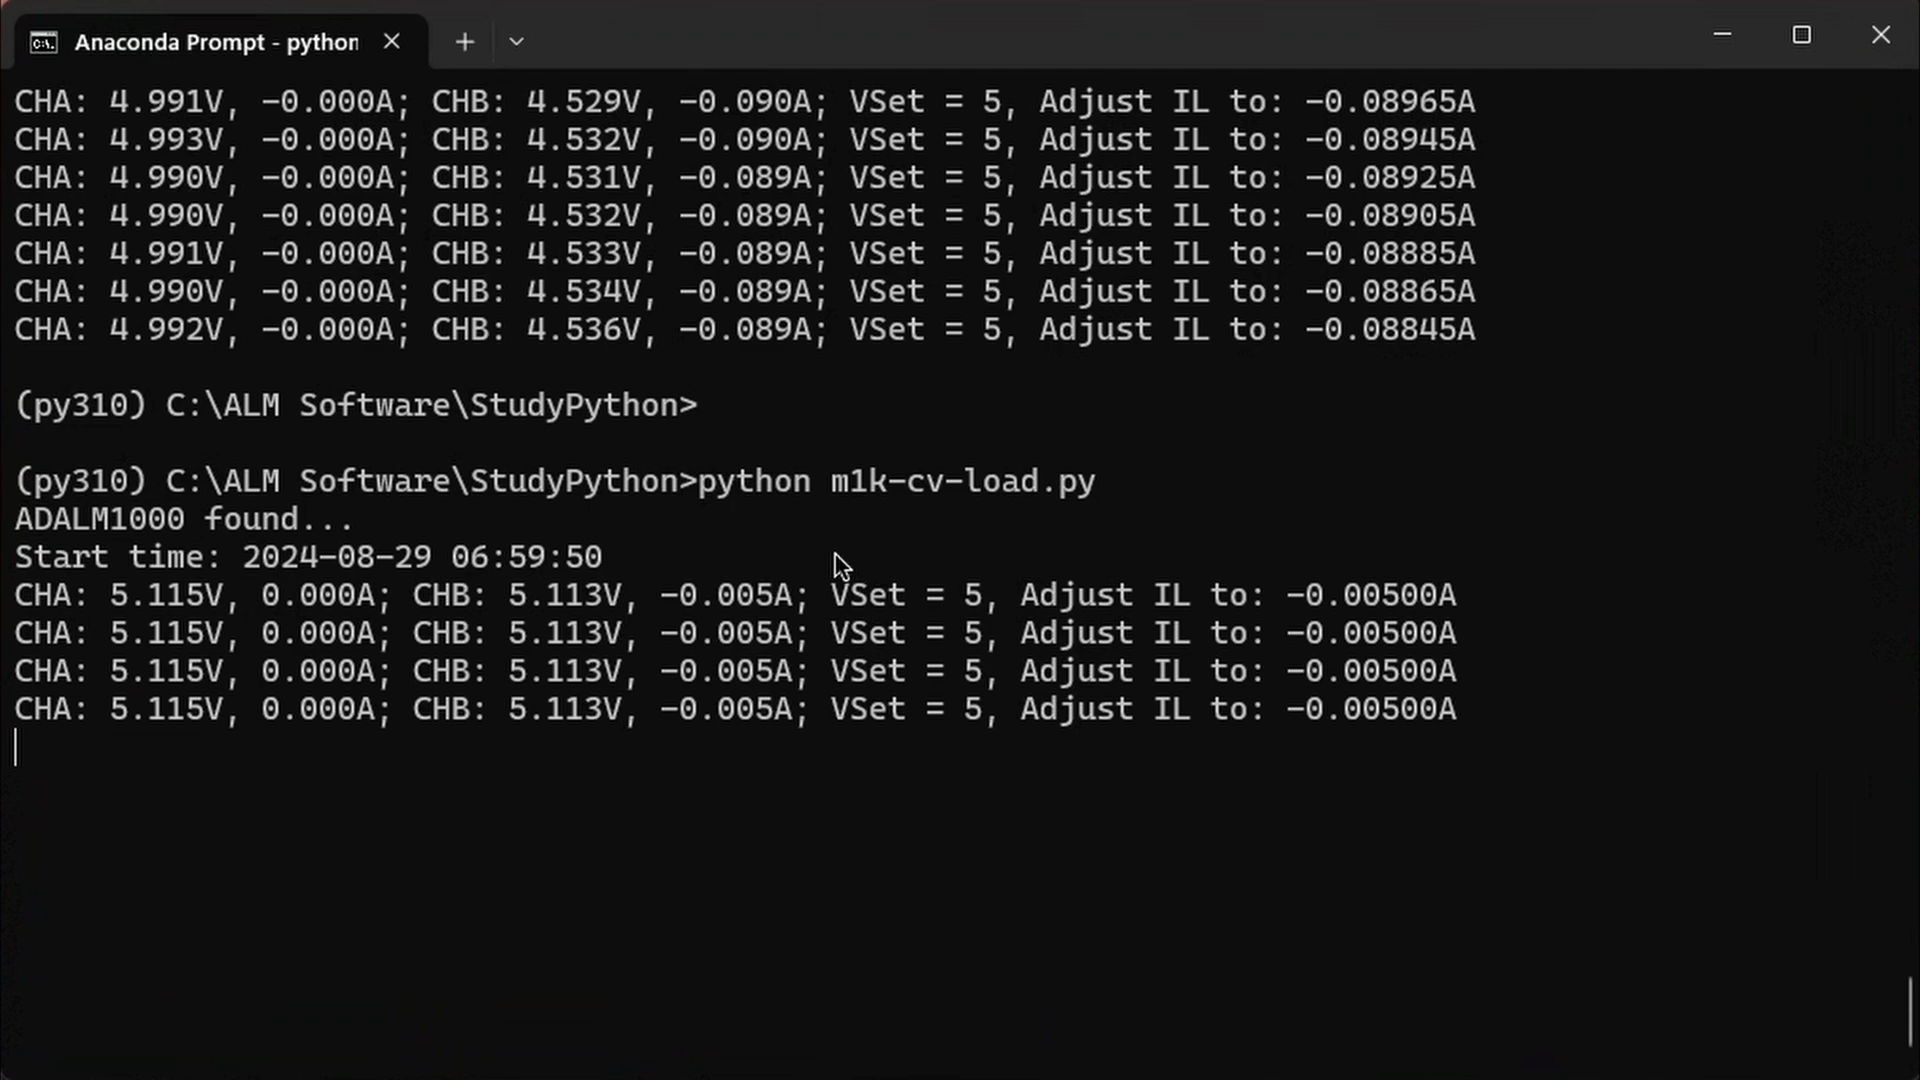 Anaconda Prompt - python
CHA: 4.991V, -0.000A; CHB: 4.529V, -0.090A; VSet = 5, Adjust IL to: -0.08965A
CHA: 4.993V, -0.000A; CHB: 4.532V, -0.090A; VSet = 5, Adjust IL to: -0.08945A
CHA: 4.990V, -0.000A; CHB: 4.531V, -0.089A; VSet = 5, Adjust IL to: -0.08925A
CHA: 4.990V, -0.000A; CHB: 4.532V, -0.089A; VSet = 5, Adjust IL to: -0.08905A
CHA: 4.991V, -0.000A; CHB: 4.533V, -0.089A; VSet = 5, Adjust IL to: -0.08885A
CHA: 4.990V, -0.000A; CHB: 4.534V, -0.089A; VSet = 5, Adjust IL to: -0.08865A
CHA: 4.992V, -0.000A; CHB: 4.536V, -0.089A; VSet = 5, Adjust IL to: -0.08845A
(py310) C:\ALM Software\StudyPython>
(py310) C:\ALM Software\StudyPython>python m1k-cv-load.py
ADALM1000 found...
Start time: 2024-08-29 06:59:50
CHA: 5.115V, 0.000A; CHB: 5.113V, -0.005A; VSet = 5, Adjust IL to: -0.00500A
CHA: 5.115V, 0.000A; CHB: 5.113V, -0.005A; VSet = 5, Adjust IL to: -0.00500A
CHA: 5.115V, 0.000A; CHB: 5.113V, -0.005A; VSet = 5, Adjust IL to: -0.00500A
CHA: 5.115V, 0.000A; CHB: 5.113V, -0.005A; VSet = 5, Adjust IL to: -0.00500A